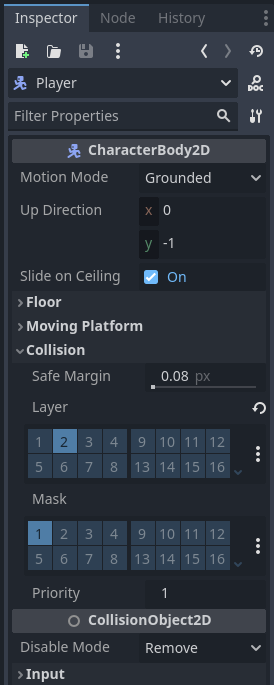 Inspector Node History
Player
DOC
Filter Properties
CharacterBody2D
Motion Mode Grounded
Up Direction x 0
y -1
Slide on Ceiling On
Floor
Moving Platform
Collision
Safe Margin 0.08 px
Layer
1 2 3 4 9 10 11 12
5 6 7 8 13 14 15 16
Mask
1 2 3 4 9 10 11 12
5 6 7 8 13 14 15 16
Priority 1
CollisionObject2D
Disable Mode Remove
Input